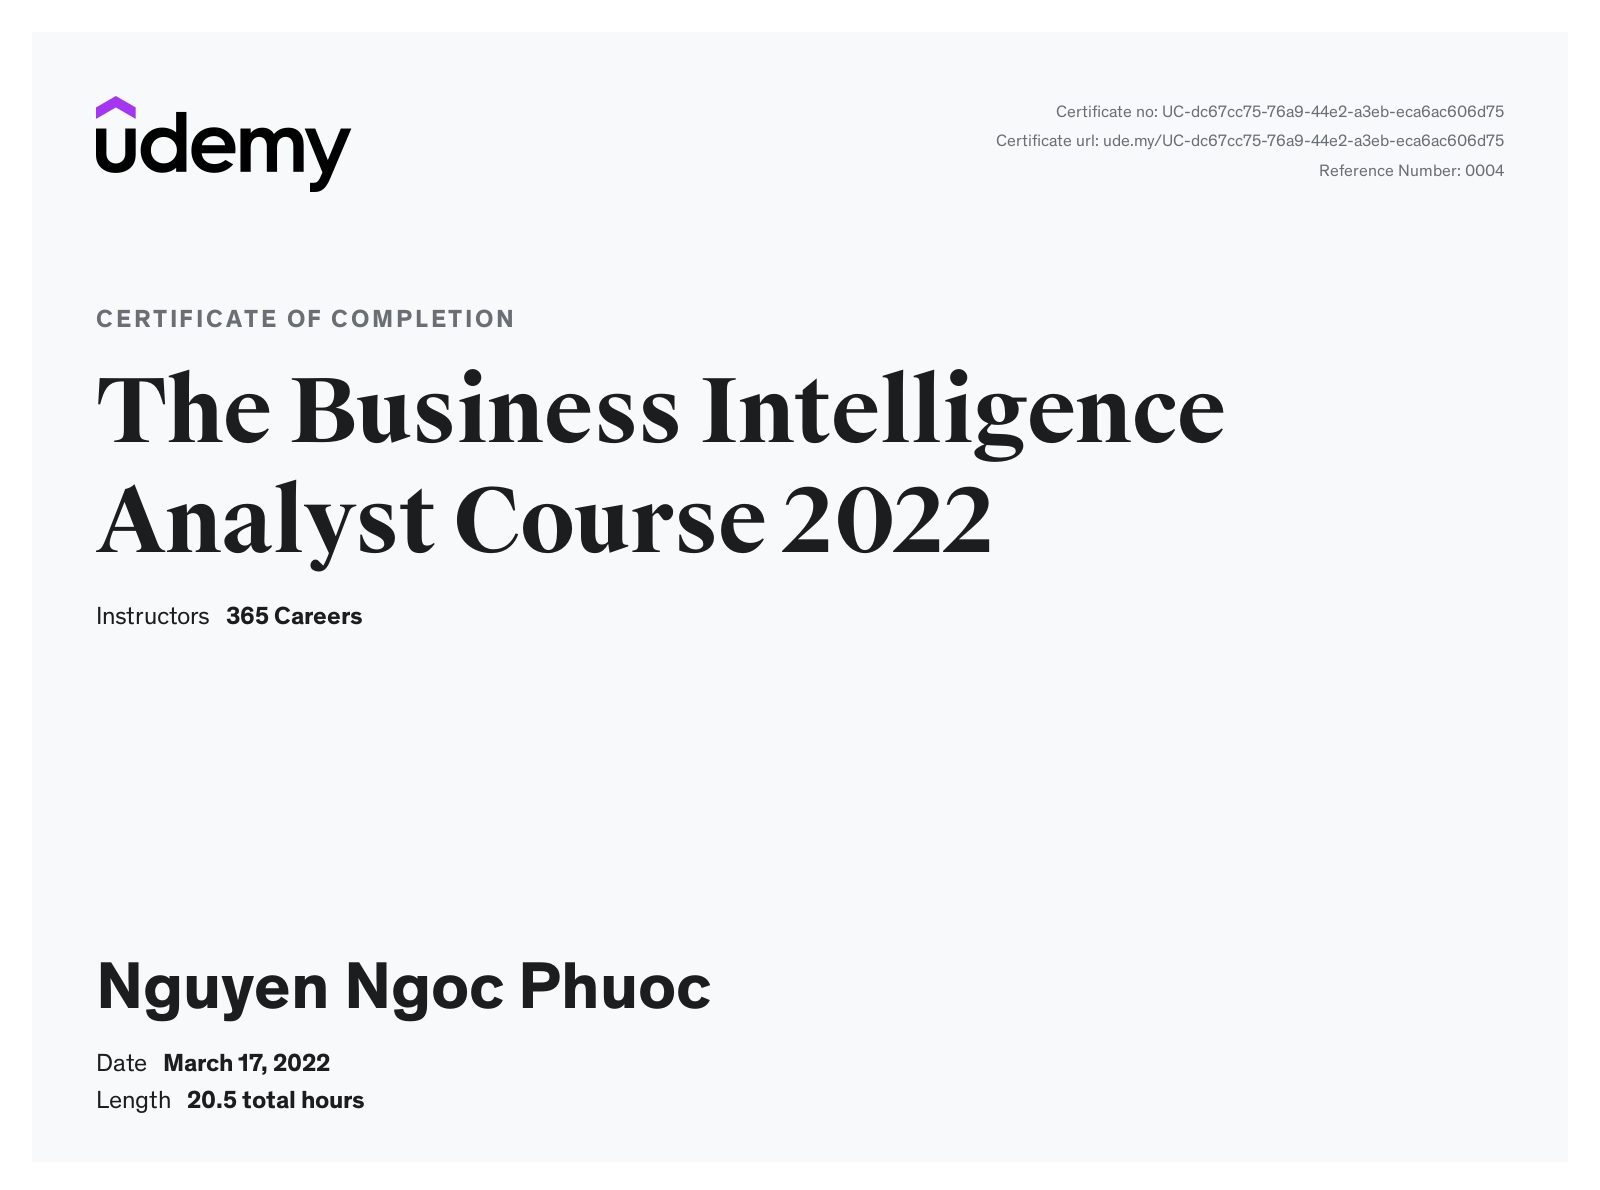 udemy
Certificate no: UC-dc67cc75-76a9-44e2-a3eb-eca6ac606d75
Certificate url: ude.my/UC-dc67cc75-76a9-44e2-a3eb-eca6ac606d75
Reference Number: 0004
CERTIFICATE OF COMPLETION
The Business Intelligence
Analyst Course 2022
Instructors 365 Careers
Nguyen Ngoc Phuoc
Date March 17, 2022
Length 20.5 total hours